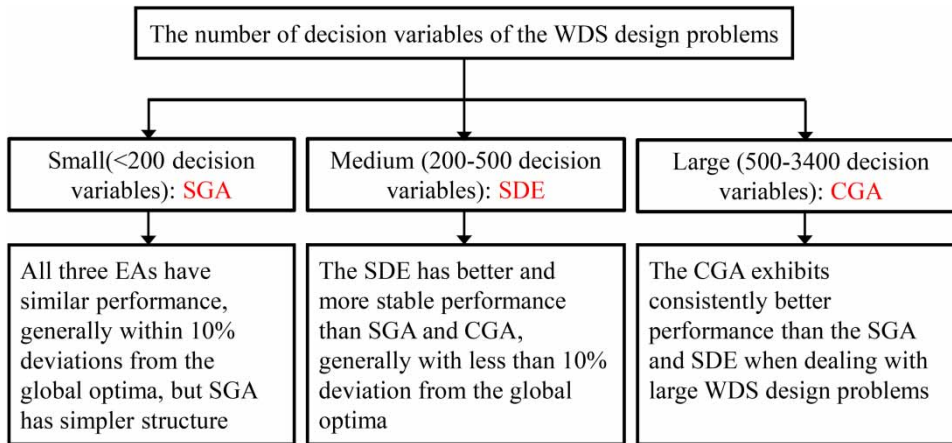 The number of decision variables of the WDS design problems
Small(<200 decision
variables): SGA
Medium (200-500 decision
variables): SDE
Large (500-3400 decision
variables): CGA
All three EAs have
similar performance,
generally within 10%
deviations from the
global optima, but SGA
has simpler structure
The SDE has better and
more stable performance
than SGA and CGA,
generally with less than 10%
deviation from the global
optima
The CGA exhibits
consistently better
performance than the SGA
and SDE when dealing with
large WDS design problems